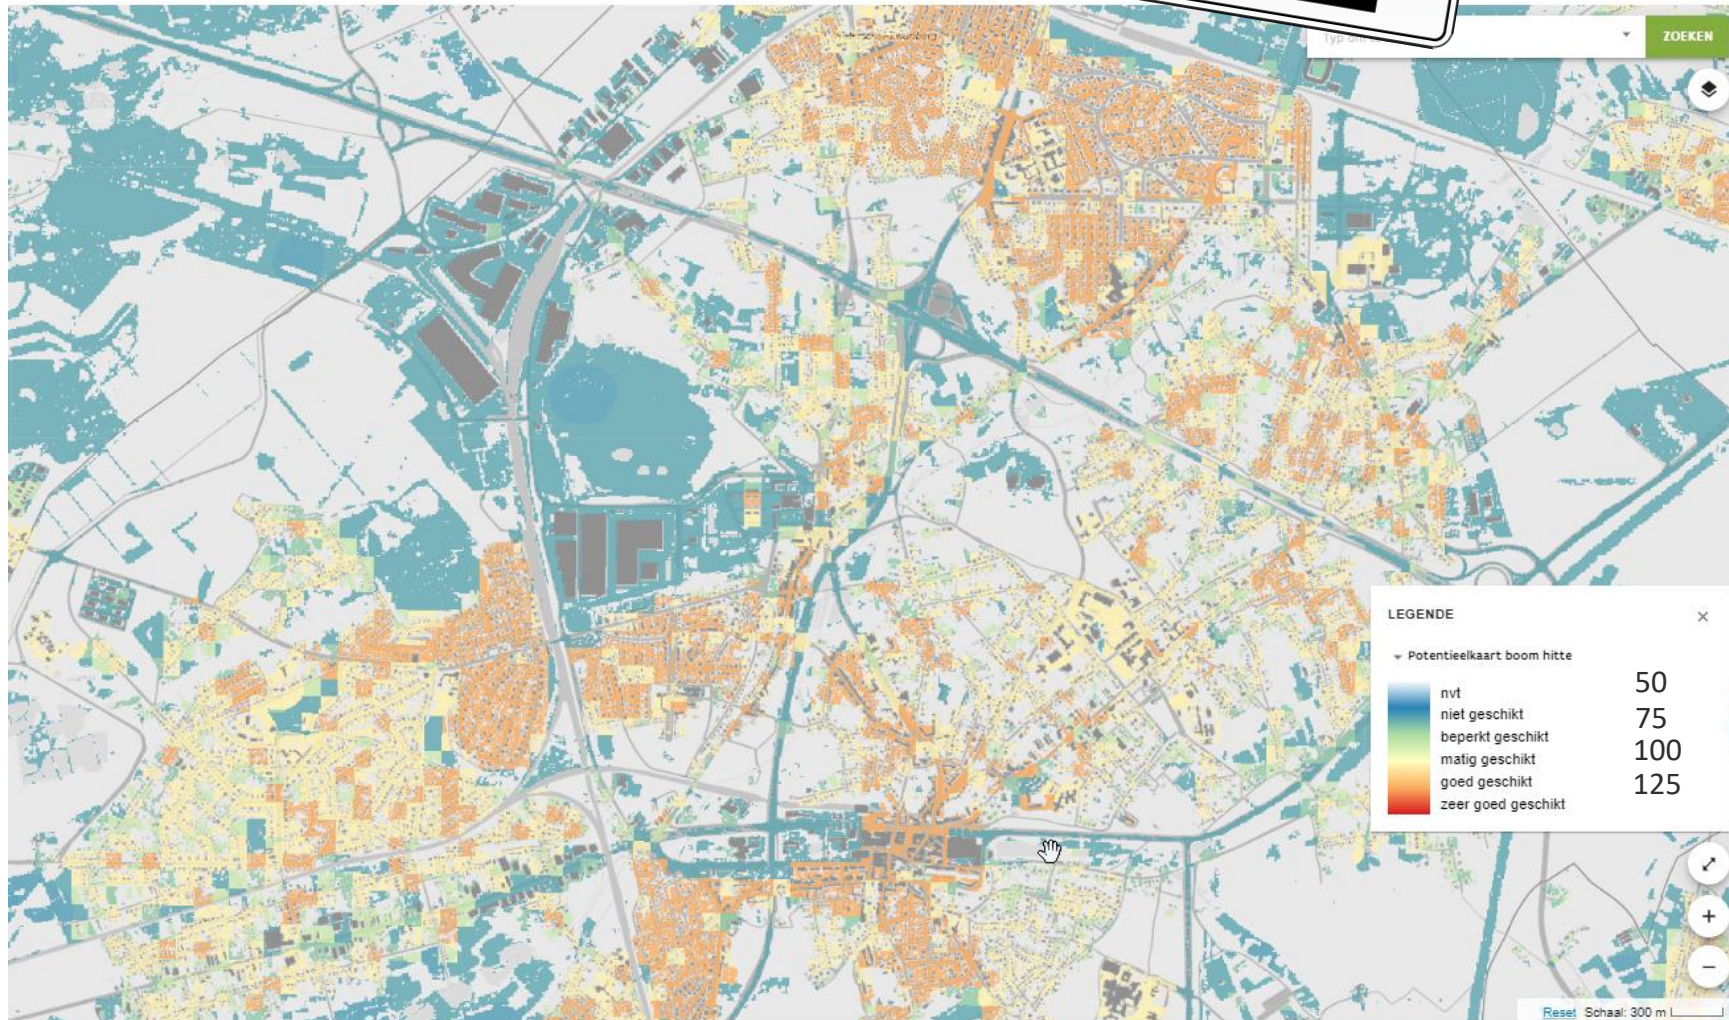 ZOEKEN
LEGENDE
Potentieelkaart boom hitte
nvt 50
niet geschikt 75
beperkt geschikt
matig geschikt 100
goed geschikt 125
zeer goed geschikt
Reset Schaal: 300 m